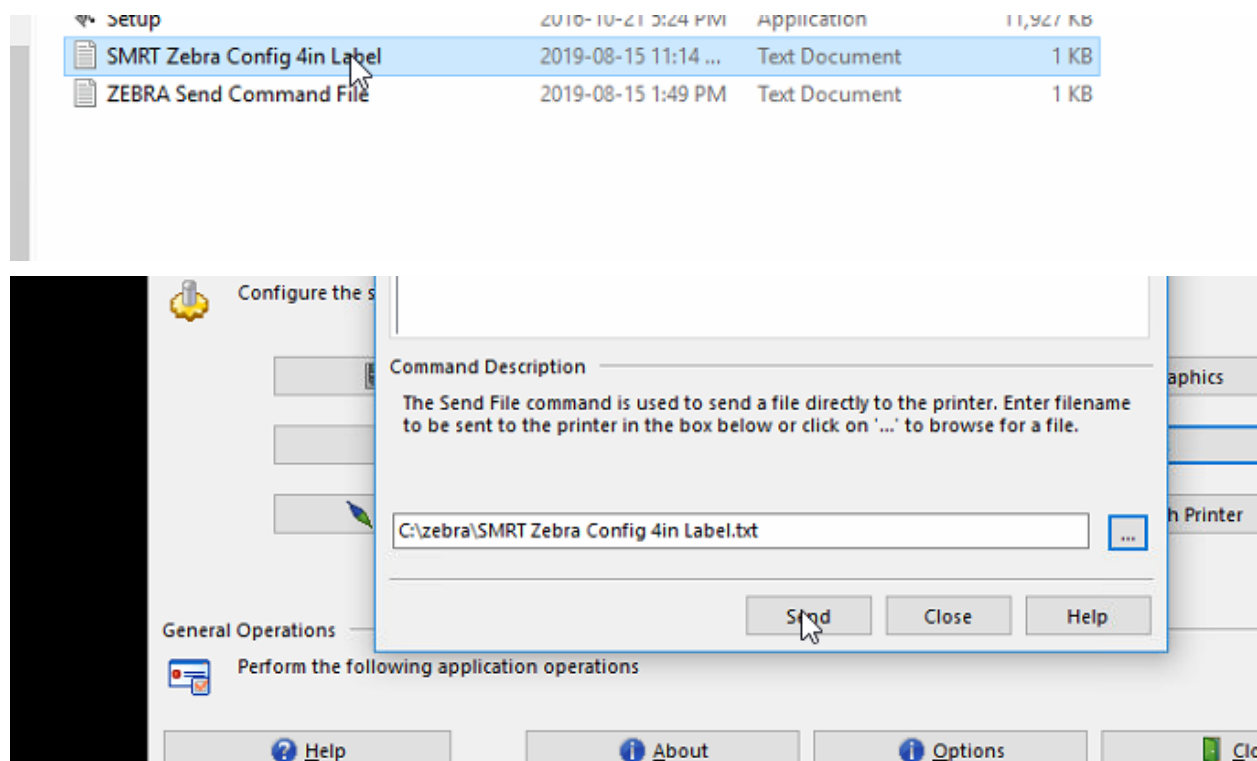 Setup 2016-10-21 5:24 PM Application 11,927 KB
SMRT Zebra Config 4in Label 2019-08-15 11:14 ... Text Document 1 KB
ZEBRA Send Command File 2019-08-15 1:49 PM Text Document 1 KB
Configure the s
Command Description
aphics
The Send File command is used to send a file directly to the printer. Enter filename
to be sent to the printer in the box below or click on '...' to browse for a file.
h Printer
C:\zebra\SMRT Zebra Config 4in Label.txt ...
Send Close Help
General Operations
Perform the following application operations
Help About Options Clo